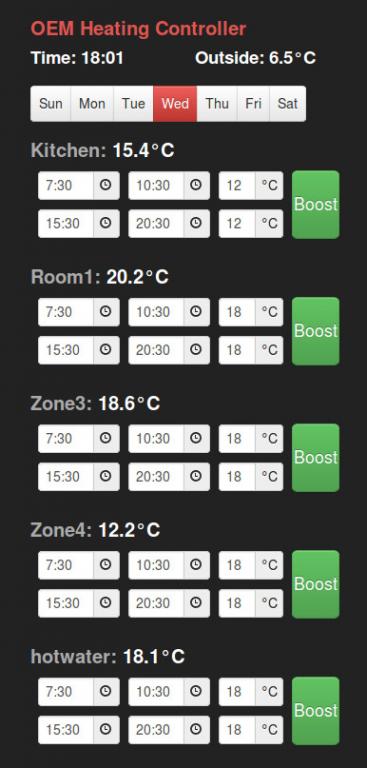 OEM Heating Controller
Time: 18:01 Outside: 6.5°C
Sun Mon Tue Wed Thu Fri Sat
Kitchen: 15.4°C
7:30 10:30 12 °C
Boost
15:30 20:30 12 °C
Room1: 20.2°C
7:30 10:30 18 °C
Boost
15:30 20:30 18 °C
Zone3: 18.6°C
7:30 10:30 18 °C
Boost
15:30 20:30 18 °C
Zone4: 12.2°C
7:30 10:30 18 °C
Boost
15:30 20:30 18 °C
hotwater: 18.1°C
7:30 10:30 18 °C
Boost
15:30 20:30 18 °C